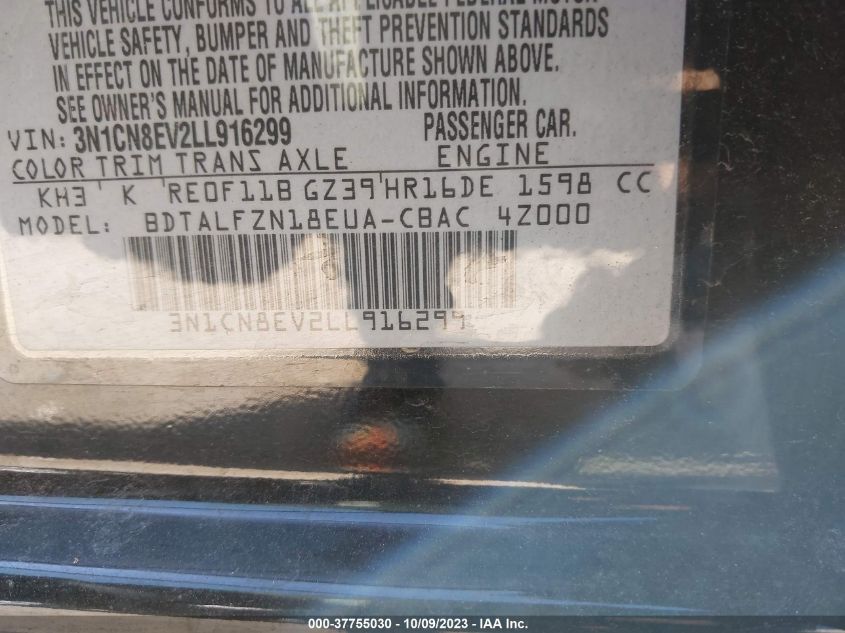 THIS VEHICLE CONFORMS TO ALL APPLICABLE FEDERAL MOTOR
VEHICLE SAFETY, BUMPER AND THEFT PREVENTION STANDARDS
IN EFFECT ON THE DATE OF MANUFACTURE SHOWN ABOVE.
SEE OWNER'S MANUAL FOR ADDITIONAL INFORMATION.
VIN: 3N1CN8EV2LL916299 PASSENGER CAR.
COLOR TRIM TRANS AXLE ENGINE
KH3 K RE0F11B GZ39 HR16DE 1598 CC
MODEL: BDTALFZN18EUA-CBAC 4Z000
3N1CN8EV2LL916299
000-37755030 - 10/09/2023 - IAA Inc.